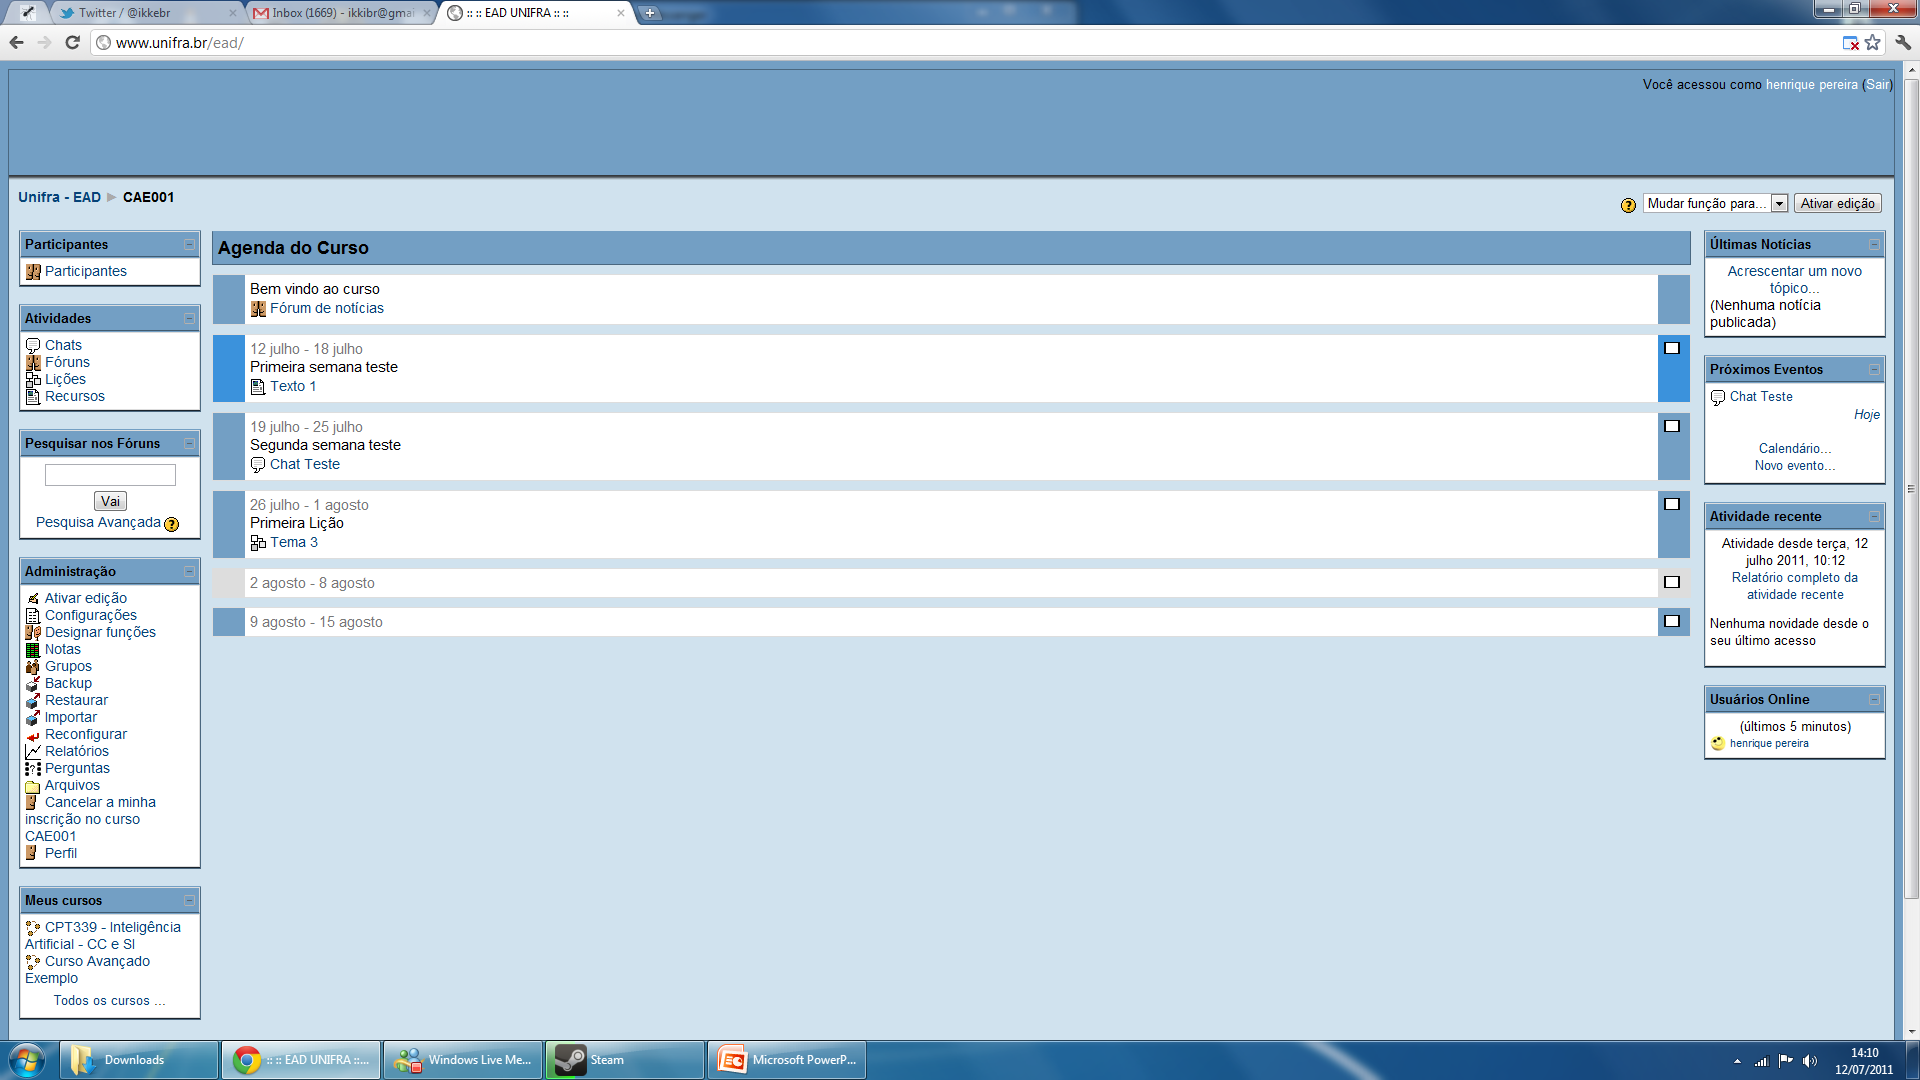 Twitter / @ikkebr
Inbox (1669) - ikkibr@gmai
:: :: EAD UNIFRA :: ::
www.unifra.br/ead/
Você acessou como henrique pereira (Sair)
Unifra - EAD ► CAE001
Mudar função para...
Ativar edição
Participantes
Participantes
Atividades
Chats
Fóruns
Lições
Recursos
Pesquisar nos Fóruns
Vai
Pesquisa Avançada
Administração
Ativar edição
Configurações
Designar funções
Notas
Grupos
Backup
Restaurar
Importar
Reconfigurar
Relatórios
Perguntas
Arquivos
Cancelar a minha
inscrição no curso
CAE001
Perfil
Meus cursos
CPT339 - Inteligência
Artificial - CC e SI
Curso Avançado
Exemplo
Todos os cursos ...
Agenda do Curso
Bem vindo ao curso
Fórum de notícias
12 julho - 18 julho
Primeira semana teste
Texto 1
19 julho - 25 julho
Segunda semana teste
Chat Teste
26 julho - 1 agosto
Primeira Lição
Tema 3
2 agosto - 8 agosto
9 agosto - 15 agosto
Últimas Notícias
Acrescentar um novo
tópico...
(Nenhuma notícia
publicada)
Próximos Eventos
Chat Teste
Hoje
Calendário...
Novo evento...
Atividade recente
Atividade desde terça, 12
julho 2011, 10:12
Relatório completo da
atividade recente
Nenhuma novidade desde o
seu último acesso
Usuários Online
(últimos 5 minutos)
henrique pereira
Downloads
:: :: EAD UNIFRA ::...
Windows Live Me...
Steam
Microsoft PowerP...
14:10
12/07/2011